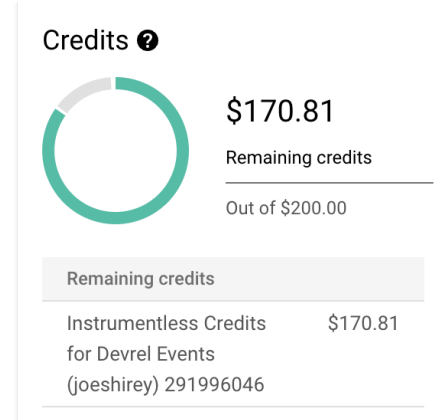 Credits ?
$170.81
Remaining credits
Out of $200.00
Remaining credits
Instrumentless Credits $170.81
for Devrel Events
(joeshirey) 291996046